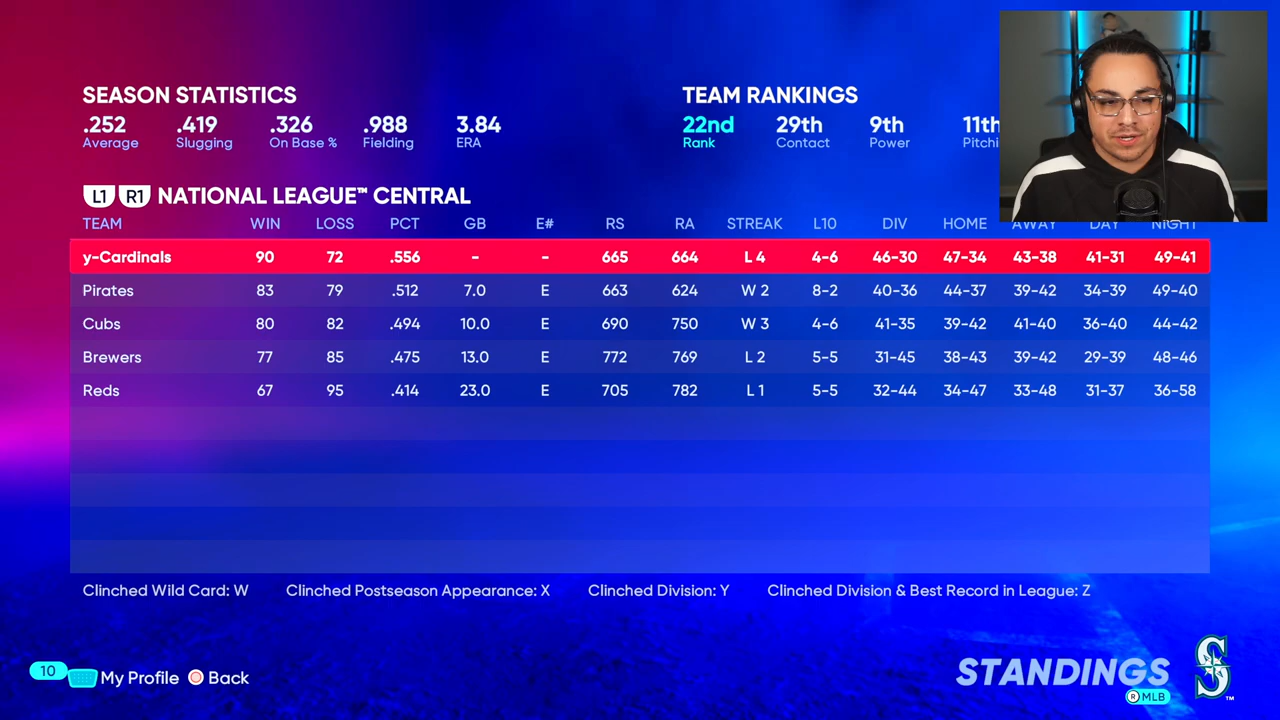 SEASON STATISTICS
.252 .419 .326 .988 3.84
Average Slugging On Base % Fielding ERA
TEAM RANKINGS
22nd 29th 9th 11th
Rank Contact Power
L1 R1 NATIONAL LEAGUE™ CENTRAL
TEAM WIN LOSS PCT GB E# RS RA STREAK L10 DIV HOME AWAY DAY NIGHT
y-Cardinals 90 72 .556 - - 665 664 L 4 4-6 46-30 47-34 43-38 41-31 49-41
Pirates 83 79 .512 7.0 E 663 624 W 2 8-2 40-36 44-37 39-42 34-39 49-40
Cubs 80 82 .494 10.0 E 690 750 W 3 4-6 41-35 39-42 41-40 36-40 44-42
Brewers 77 85 .475 13.0 E 772 769 L 2 5-5 31-45 38-43 39-42 29-39 48-46
Reds 67 95 .414 23.0 E 705 782 L 1 5-5 32-44 34-47 33-48 31-37 36-58
Clinched Wild Card: W Clinched Postseason Appearance: X Clinched Division: Y Clinched Division & Best Record in League: Z
10 My Profile Back
STANDINGS
R MLB
S ™